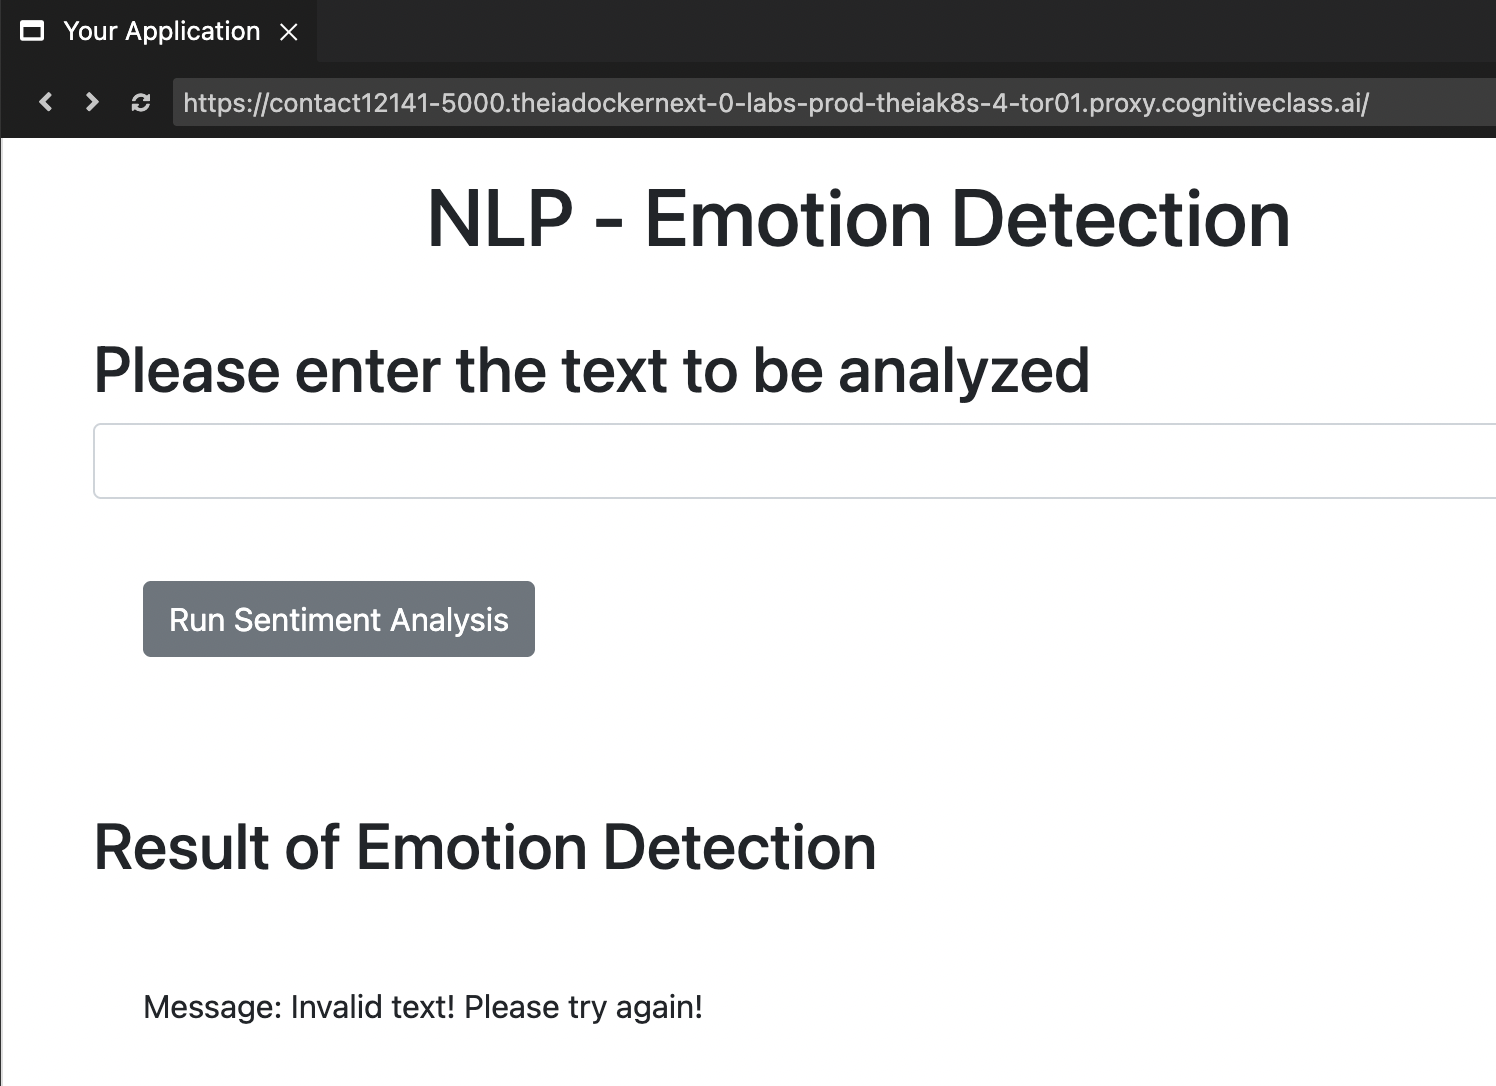 Your Application
https://contact12141-5000.theiadockernext-0-labs-prod-theiak8s-4-tor01.proxy.cognitiveclass.ai/
NLP - Emotion Detection
Please enter the text to be analyzed
Run Sentiment Analysis
Result of Emotion Detection
Message: Invalid text! Please try again!